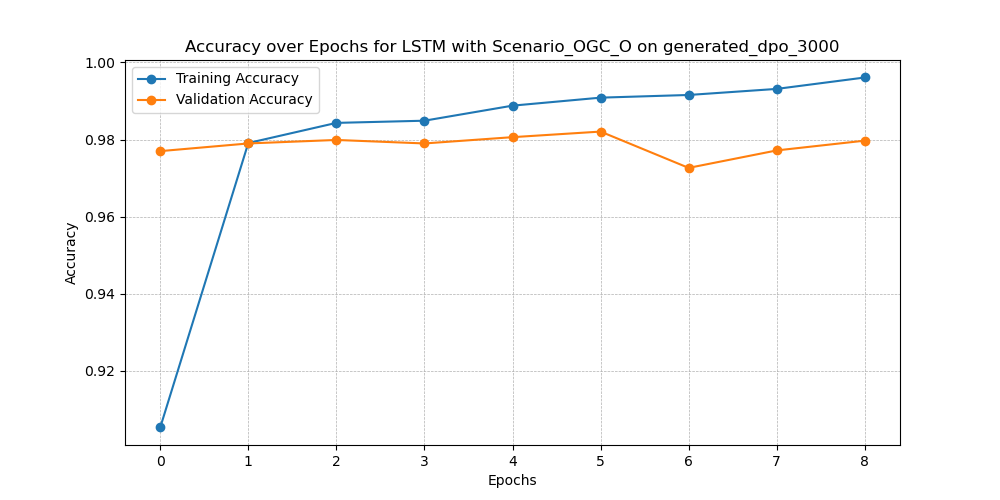 Accuracy over Epochs for LSTM with Scenario_OGC_O on generated_dpo_3000
Training Accuracy
Validation Accuracy
Accuracy
1.00
0.98
0.96
0.94
0.92
0 1 2 3 4 5 6 7 8
Epochs